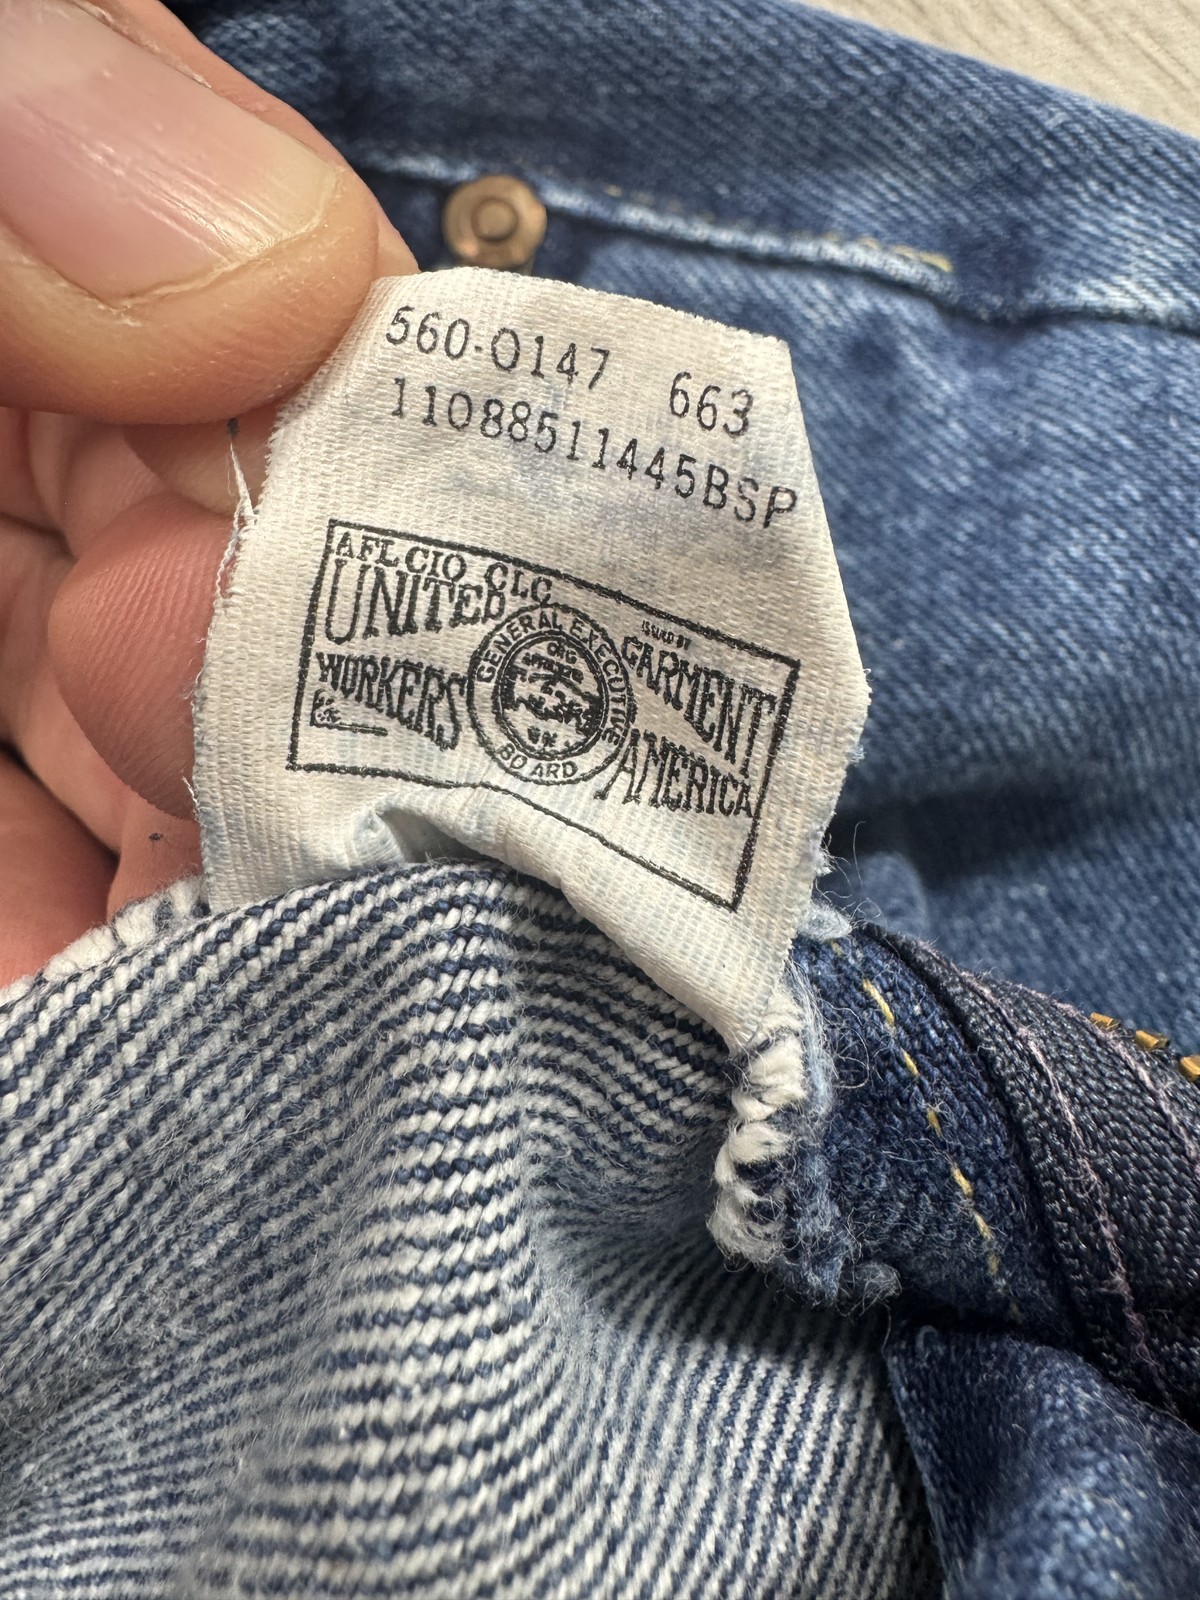 560-0147 663
11088511445BSP
AFL CIO CLC
UNITED
ISSUED BY
GARMENT
WORKERS
AMERICA
GENERAL EXECUTIVE
BOARD